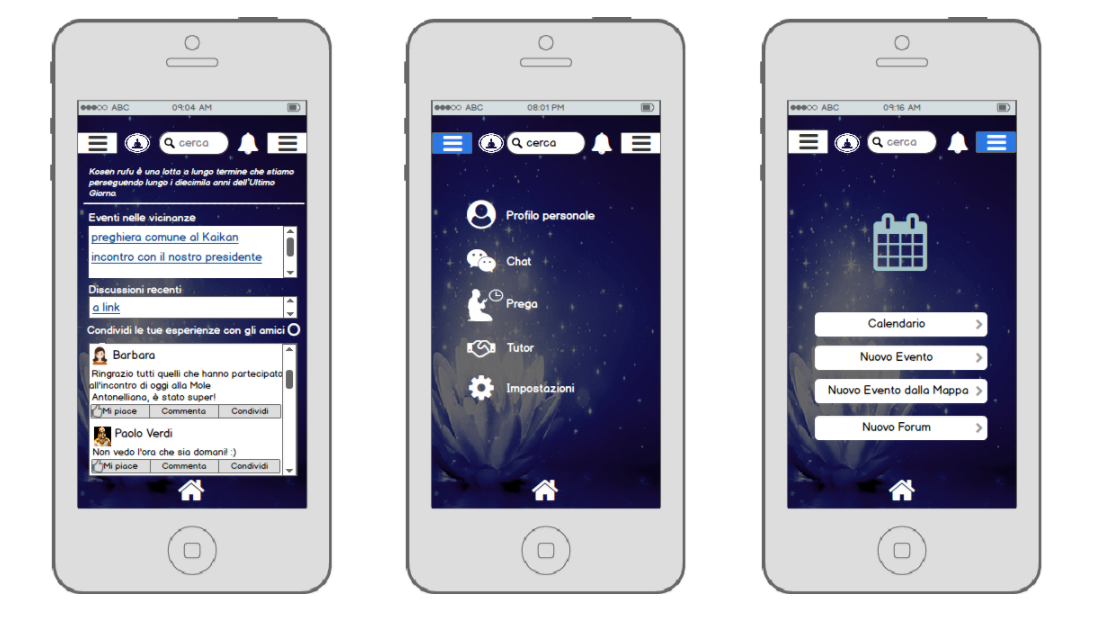 ABC 09:04 AM
cerca
Kosen rufu è una lotta a lungo termine che stiamo
perseguendo lungo i diecimila anni dell'Ultimo
Giorno.
Eventi nelle vicinanze
preghiera comune al Kaikan
incontro con il nostro presidente
Discussioni recenti
a link
Condividi le tue esperienze con gli amici
Barbara
Ringrazio tutti quelli che hanno partecipato
all'incontro di oggi alla Mole
Antonelliana, è stato super!
Mi piace Commenta Condividi
Paolo Verdi
Non vedo l'ora che sia domani! :)
Mi piace Commenta Condividi
ABC 08:01 PM
cerca
Profilo personale
Chat
Prega
Tutor
Impostazioni
ABC 09:16 AM
cerca
Calendario
Nuovo Evento
Nuovo Evento dalla Mappa
Nuovo Forum